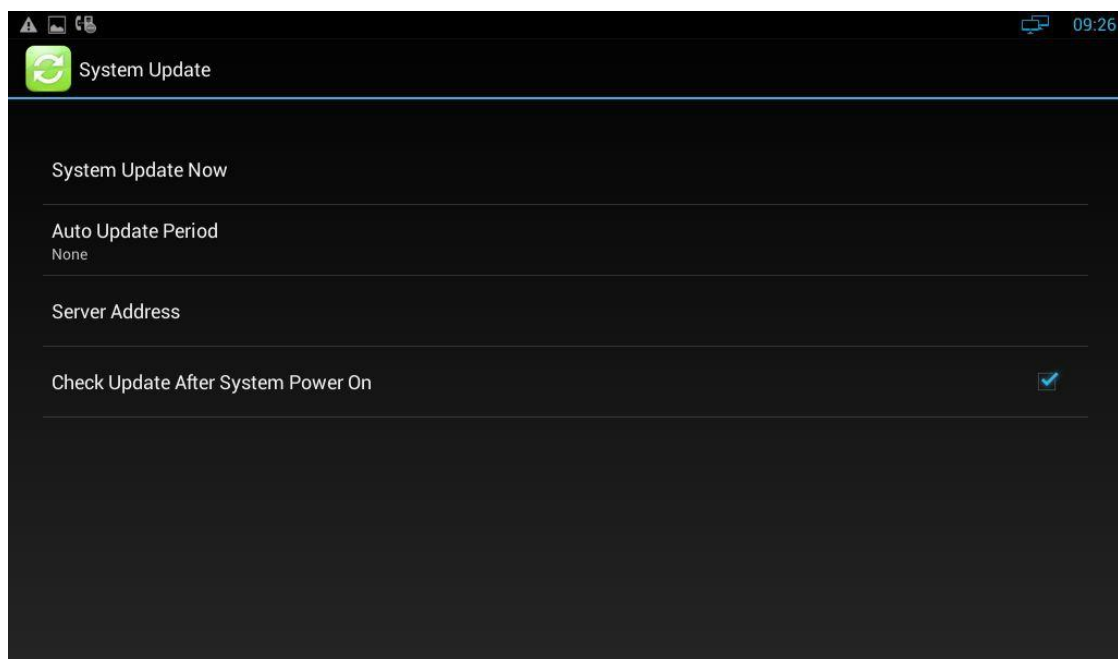 09:26
System Update
System Update Now
Auto Update Period
None
Server Address
Check Update After System Power On